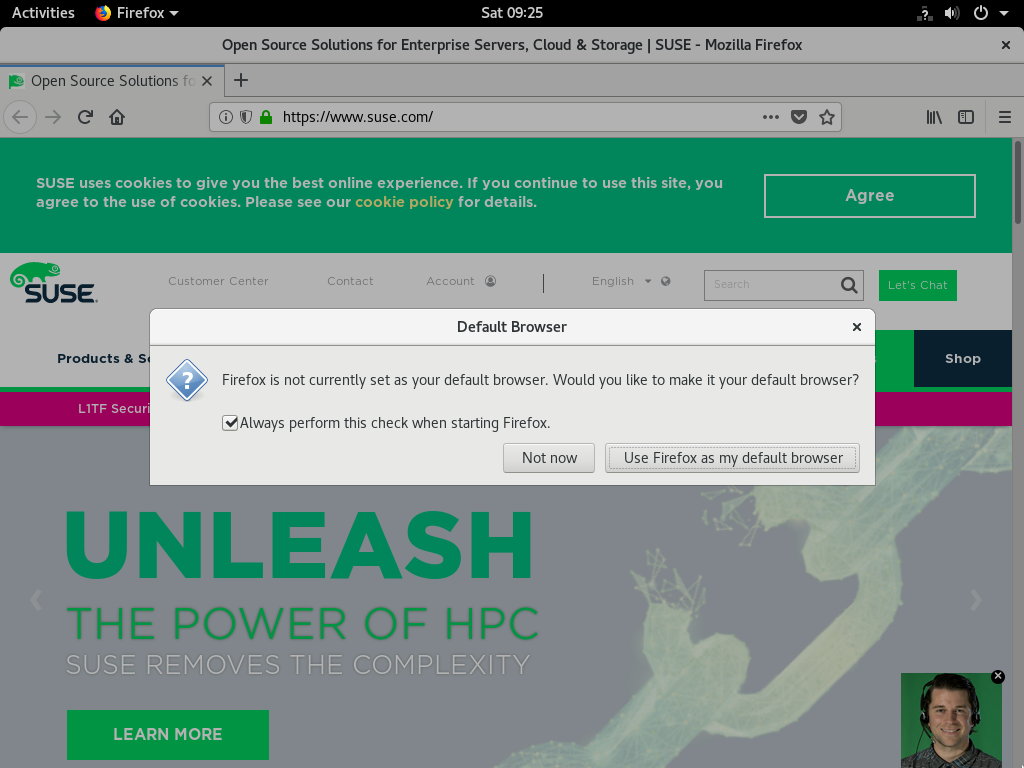 Activities Firefox Sat 09:25
Open Source Solutions for Enterprise Servers, Cloud & Storage | SUSE - Mozilla Firefox
Open Source Solutions fo
https://www.suse.com/
SUSE uses cookies to give you the best online experience. If you continue to use this site, you
agree to the use of cookies. Please see our cookie policy for details.
Agree
SUSE
Customer Center Contact Account English Search Let's Chat
Default Browser
Products & S
Shop
Firefox is not currently set as your default browser. Would you like to make it your default browser?
L1TF Securi
Always perform this check when starting Firefox.
Not now Use Firefox as my default browser
UNLEASH
THE POWER OF HPC
SUSE REMOVES THE COMPLEXITY
LEARN MORE